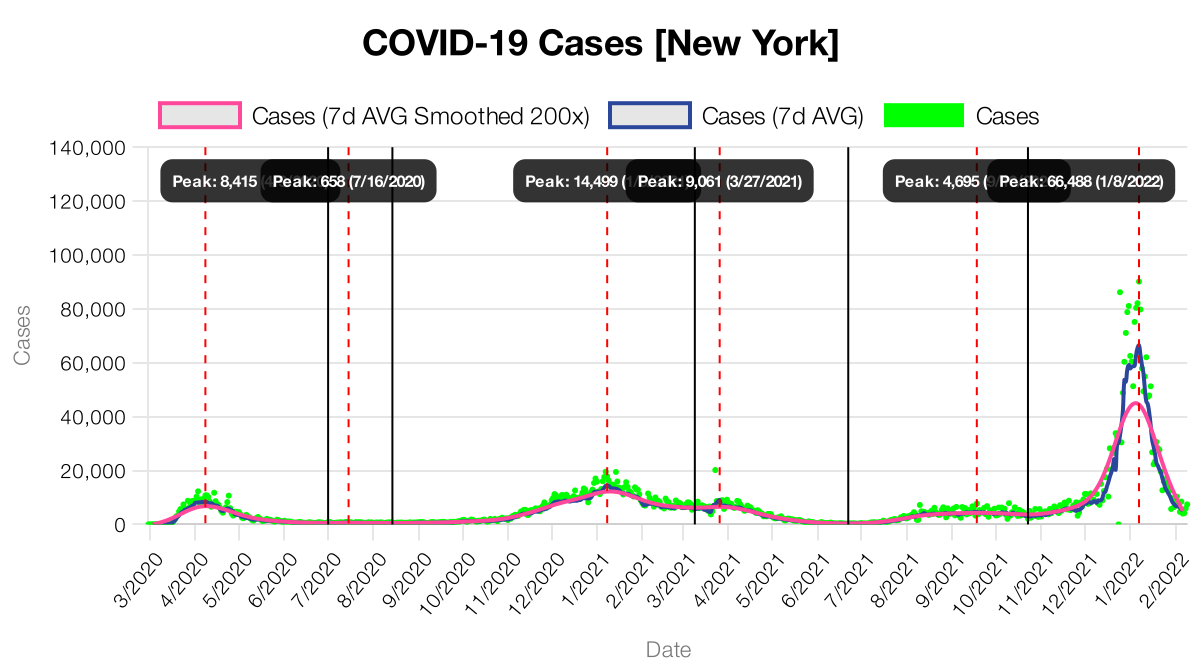 COVID-19 Cases [New York]
Cases (7d AVG Smoothed 200x) Cases (7d AVG) Cases
140,000
Peak: 8,415 Peak: 658 (7/16/2020) Peak: 14,499 Peak: 9,061 (3/27/2021) Peak: 4,695 Peak: 66,488 (1/8/2022)
120,000
100,000
80,000
60,000
40,000
20,000
0
Cases
3/2020 4/2020 5/2020 6/2020 7/2020 8/2020 9/2020 10/2020 11/2020 12/2020 1/2021 2/2021 3/2021 4/2021 5/2021 6/2021 7/2021 8/2021 9/2021 10/2021 11/2021 12/2021 1/2022 2/2022
Date